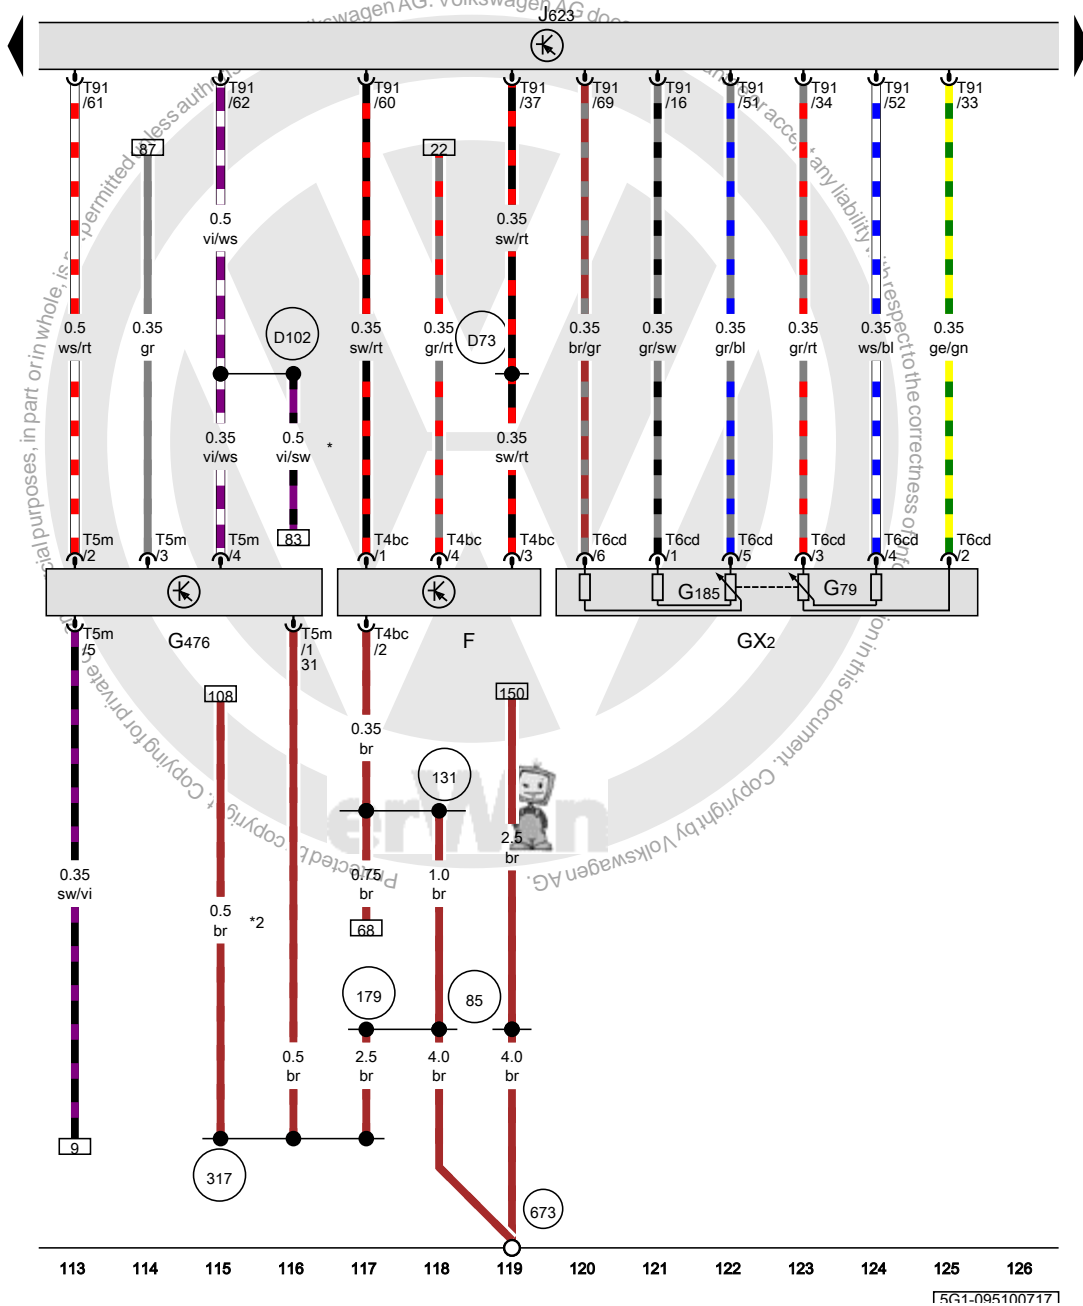 J623
T91 /61
T91 /62
T91 /60
T91 /37
T91 /69
T91 /16
T91 /51
T91 /34
T91 /52
T91 /33
87
22
0.5
vi/ws
0.35
sw/rt
D102
D73
0.5
ws/rt
0.35
gr
0.35
sw/rt
0.35
gr/rt
0.35
br/gr
0.35
gr/sw
0.35
gr/bl
0.35
gr/rt
0.35
ws/bl
0.35
ge/gn
0.35
vi/ws
0.5
vi/sw
*
0.35
sw/rt
83
T5m /2
T5m /3
T5m /4
T4bc /1
T4bc /4
T4bc /3
T6cd /6
T6cd /1
T6cd /5
T6cd /3
T6cd /4
T6cd /2
G185
G79
T5m /5
G476
T5m /1
31
T4bc /2
F
GX2
108
150
0.35
br
131
2.5
br
0.35
sw/vi
0.75
br
1.0
br
0.5
br
*2
68
179
85
0.5
br
2.5
br
4.0
br
4.0
br
9
317
673
113 114 115 116 117 118 119 120 121 122 123 124 125 126
5G1-095100717
erWin